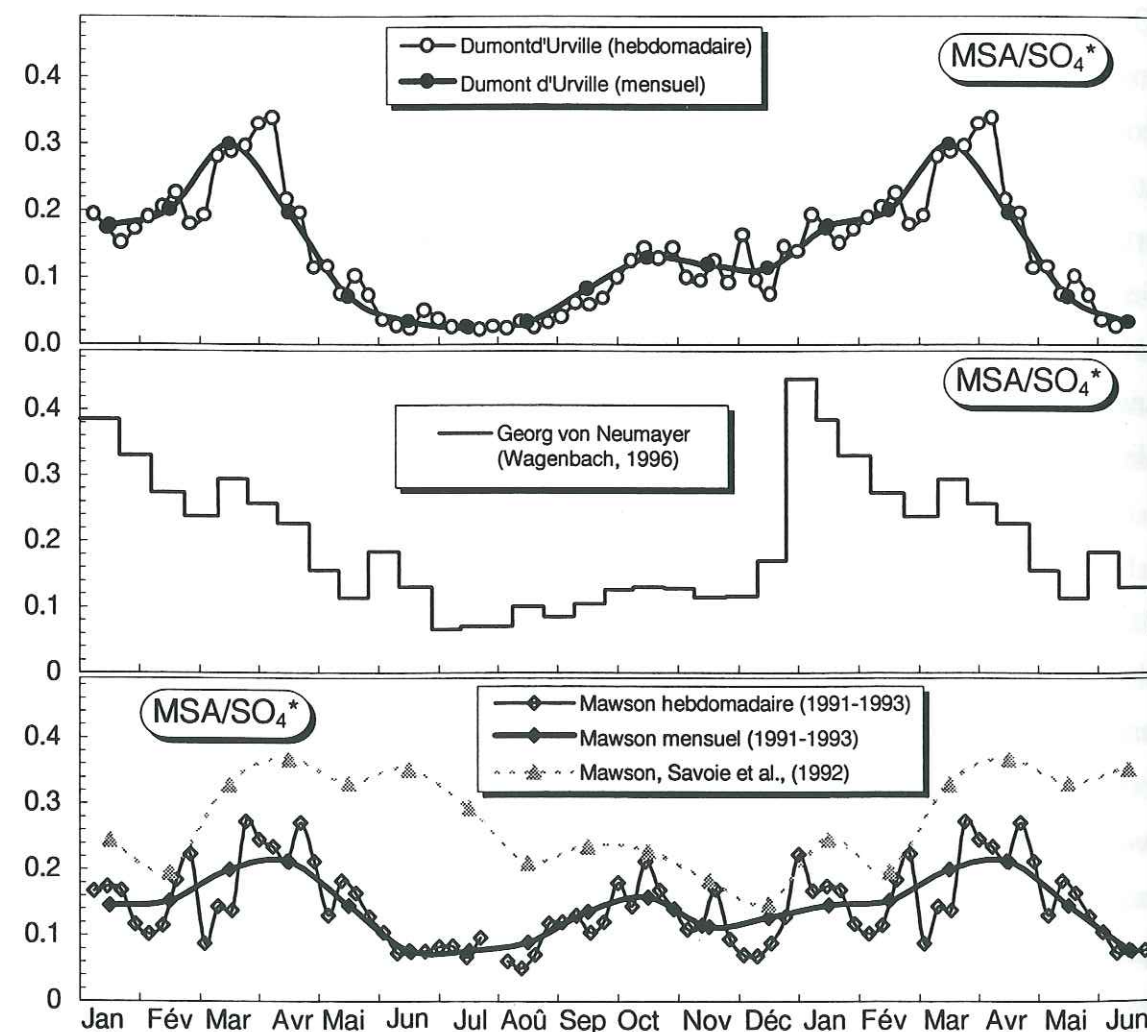 Dumontd'Urville (hebdomadaire)
Dumont d'Urville (mensuel)
MSA/SO₄*
0.4
0.3
0.2
0.1
0.0
Georg von Neumayer
(Wagenbach, 1996)
MSA/SO₄*
0.4
0.3
0.2
0.1
0
MSA/SO₄*
Mawson hebdomadaire (1991-1993)
Mawson mensuel (1991-1993)
Mawson, Savoie et al., (1992)
0.4
0.3
0.2
0.1
0
Jan Fév Mar Avr Mai Jun Jul Aoû Sep Oct Nov Déc Jan Fév Mar Avr Mai Jun